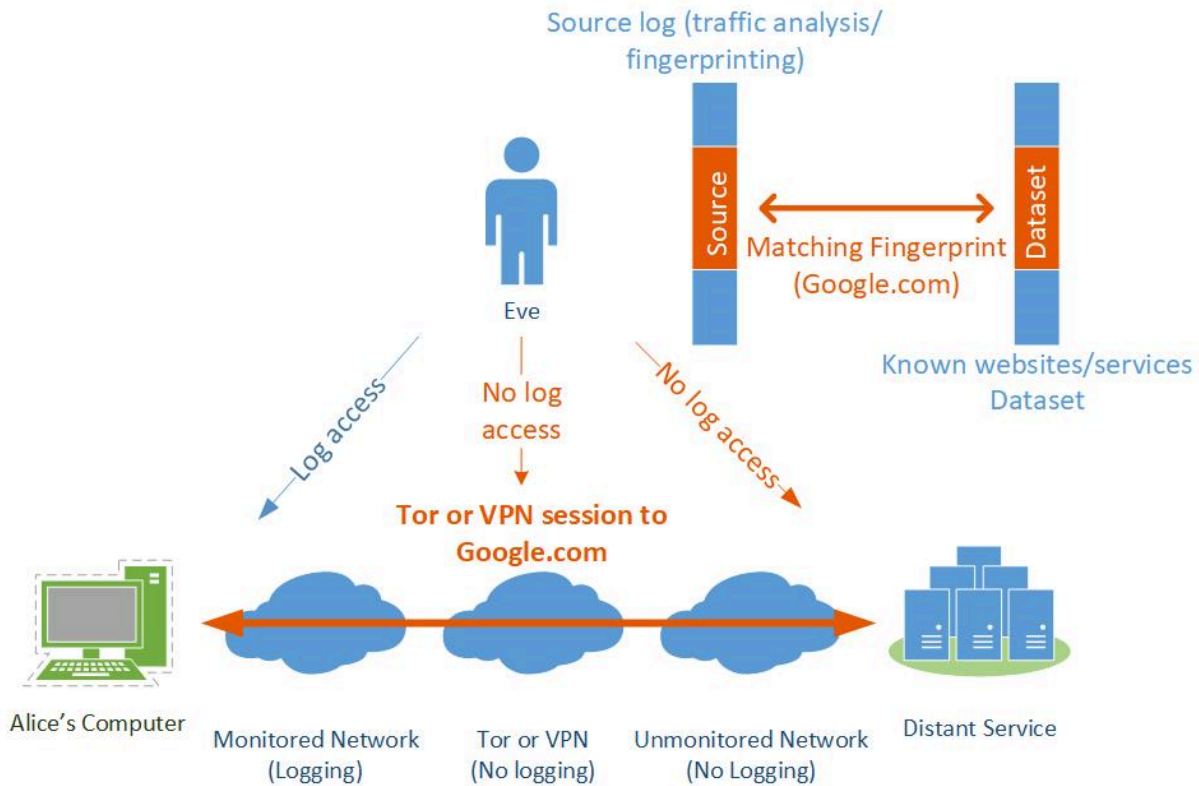 Source log (traffic analysis/
fingerprinting)
Source
Dataset
Matching Fingerprint
(Google.com)
Known websites/services
Dataset
Eve
Log access
No log
access
No log access
Tor or VPN session to
Google.com
Alice's Computer
Monitored Network
(Logging)
Tor or VPN
(No logging)
Unmonitored Network
(No Logging)
Distant Service